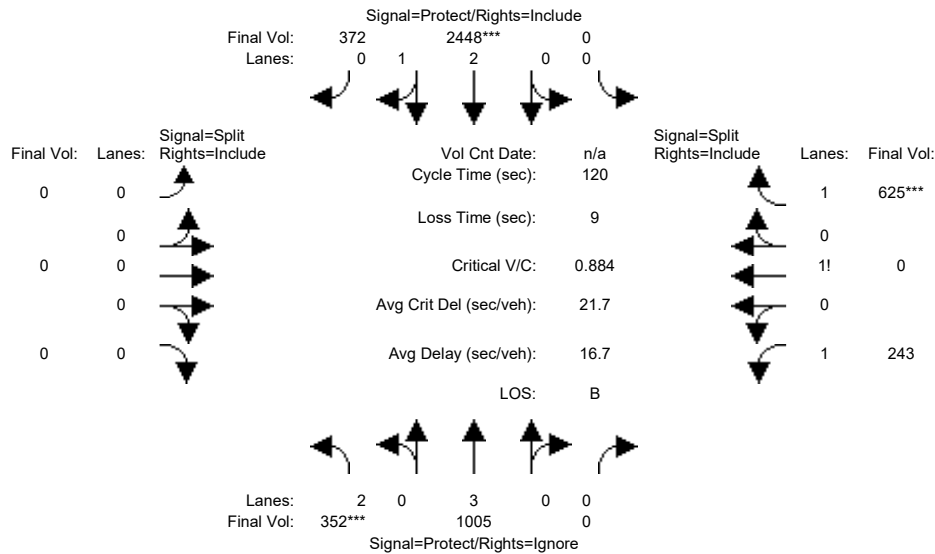 Signal=Protect/Rights=Include
Final Vol: 372 2448*** 0
Lanes: 0 1 2 0 0
Signal=Split
Final Vol: Lanes: Rights=Include
Vol Cnt Date: n/a
Signal=Split
Rights=Include Lanes: Final Vol:
Cycle Time (sec): 120
0 0
1 625***
Loss Time (sec): 9
0
0
0 0
Critical V/C: 0.884
1! 0
0
Avg Crit Del (sec/veh): 21.7
0
0 0
Avg Delay (sec/veh): 16.7
1 243
LOS: B
Lanes: 2 0 3 0 0
Final Vol: 352*** 1005 0
Signal=Protect/Rights=Ignore